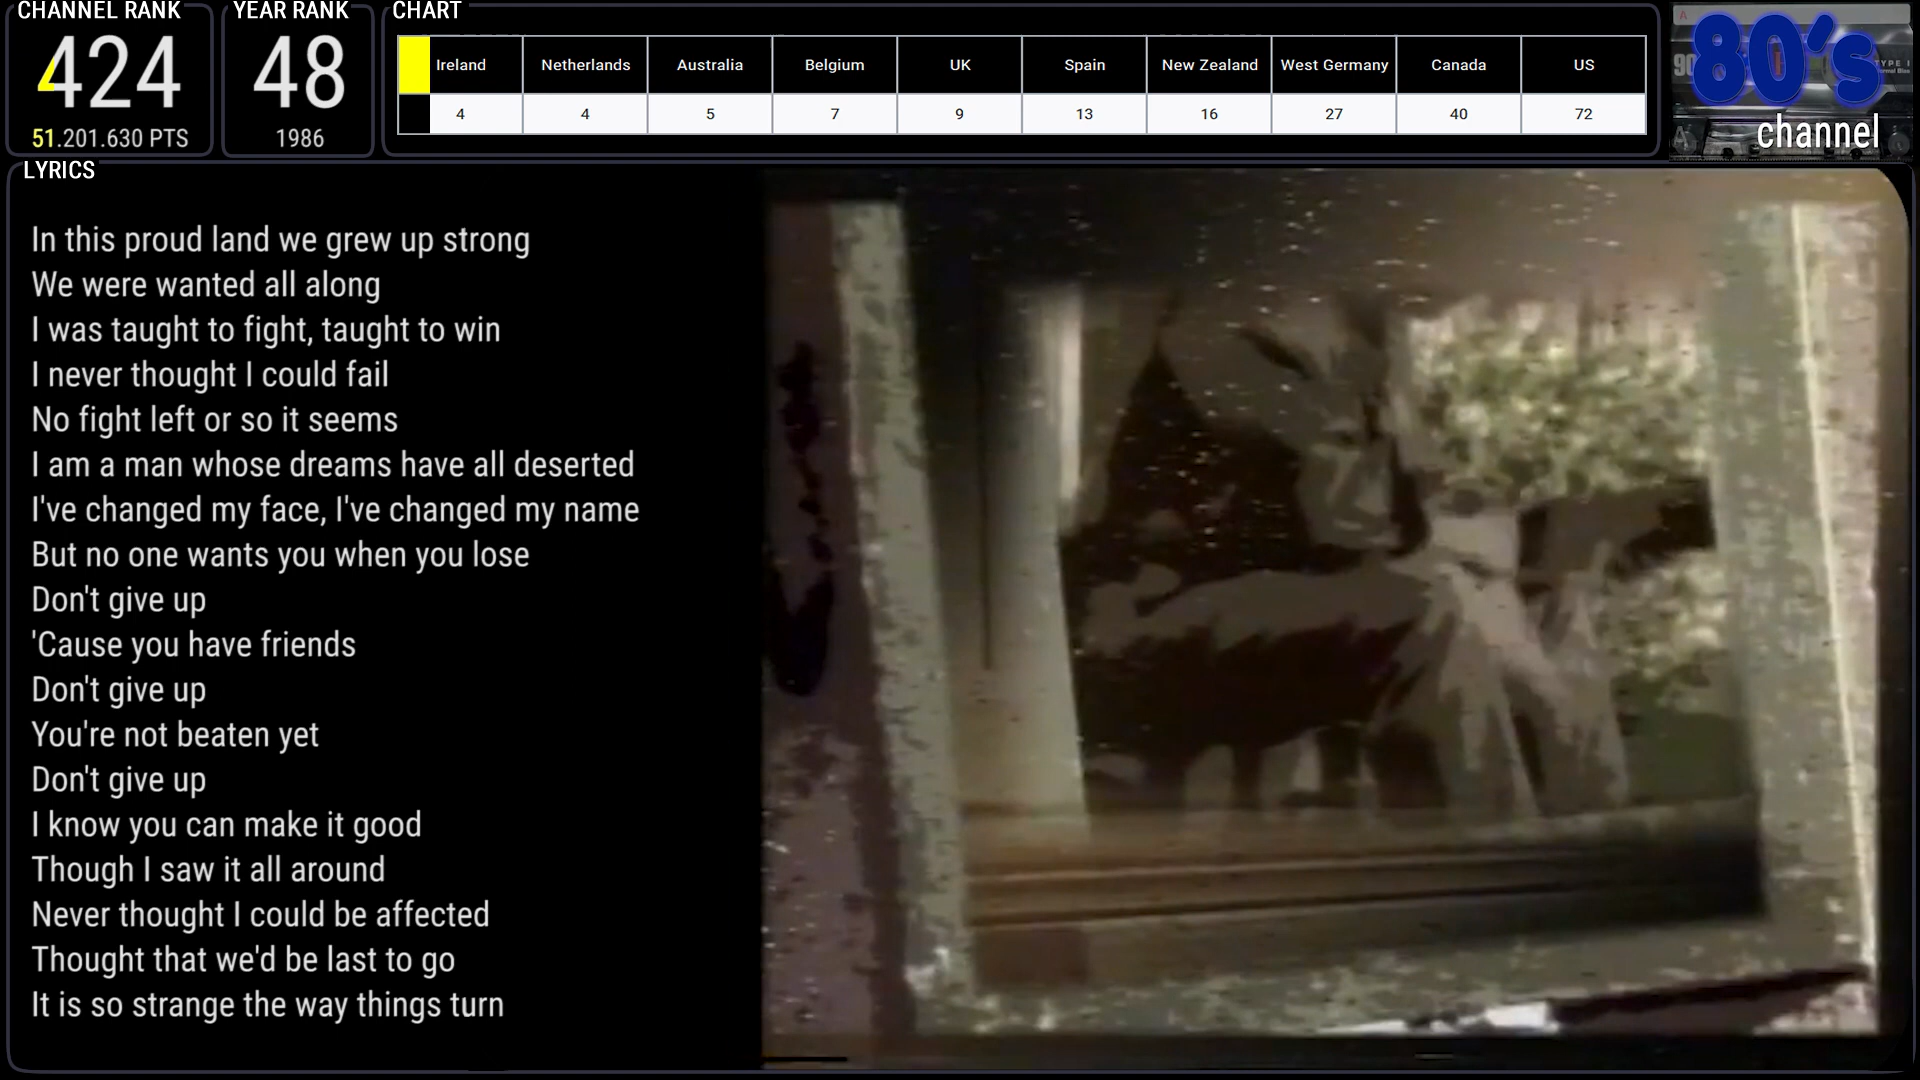 CHANNEL RANK
424
51.201.630 PTS
YEAR RANK
48
1986
CHART
Ireland Netherlands Australia Belgium UK Spain New Zealand West Germany Canada US
4 4 5 7 9 13 16 27 40 72
80's
channel
A
90
TYPE I
A
LYRICS
In this proud land we grew up strong
We were wanted all along
I was taught to fight, taught to win
I never thought I could fail
No fight left or so it seems
I am a man whose dreams have all deserted
I've changed my face, I've changed my name
But no one wants you when you lose
Don't give up
'Cause you have friends
Don't give up
You're not beaten yet
Don't give up
I know you can make it good
Though I saw it all around
Never thought I could be affected
Thought that we'd be last to go
It is so strange the way things turn